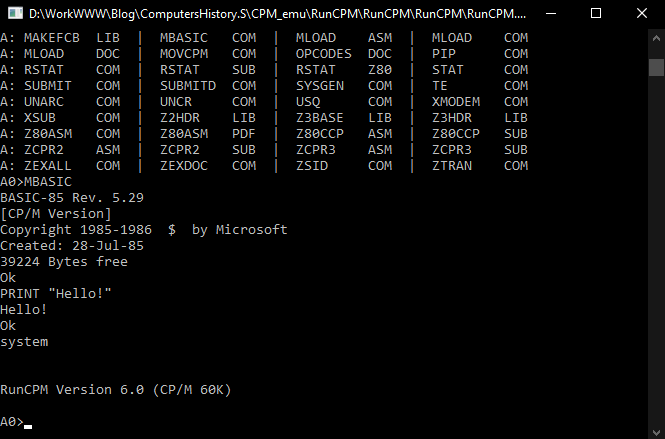 D:\WorkWWW\Blog\ComputersHistory.S\CPM_emu\RunCPM\RunCPM\RunCPM\RunCPM....
A: MAKEFCB  LIB  |  MBASIC   COM  |  MLOAD    ASM  |  MLOAD    COM
A: MLOAD    DOC  |  MOVCPM   COM  |  OPCODES  DOC  |  PIP      COM
A: RSTAT    COM  |  RSTAT    SUB  |  RSTAT    Z80  |  STAT     COM
A: SUBMIT   COM  |  SUBMITD  COM  |  SYSGEN   COM  |  TE       COM
A: UNARC    COM  |  UNCR     COM  |  USQ      COM  |  XMODEM   COM
A: XSUB     COM  |  Z2HDR    LIB  |  Z3BASE   LIB  |  Z3HDR    LIB
A: Z80ASM   COM  |  Z80ASM   PDF  |  Z80CCP   ASM  |  Z80CCP   SUB
A: ZCPR2    ASM  |  ZCPR2    SUB  |  ZCPR3    ASM  |  ZCPR3    SUB
A: ZEXALL   COM  |  ZEXDOC   COM  |  ZSID     COM  |  ZTRAN    COM
A0>MBASIC
BASIC-85 Rev. 5.29
[CP/M Version]
Copyright 1985-1986  $  by Microsoft
Created: 28-Jul-85
39224 Bytes free
Ok
PRINT "Hello!"
Hello!
Ok
system
RunCPM Version 6.0 (CP/M 60K)
A0>